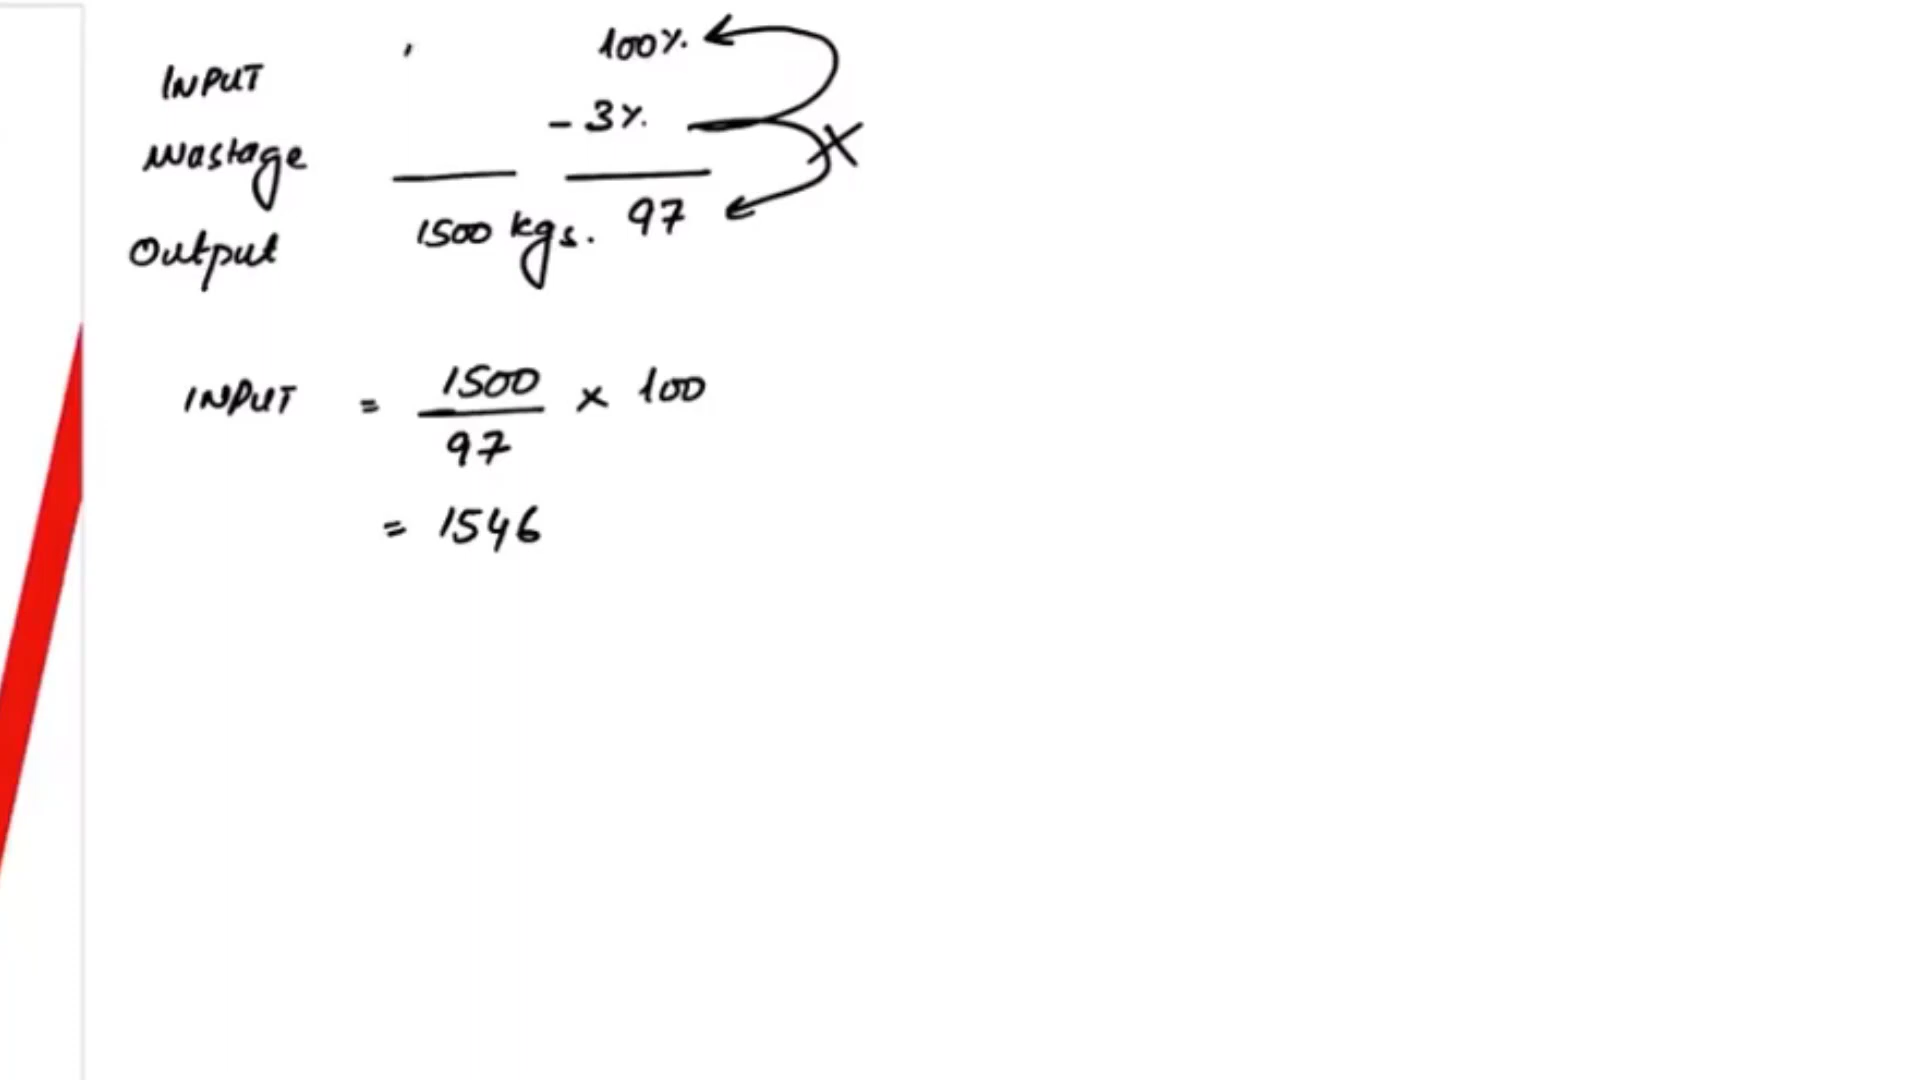 INPUT 100%.
Wastage - 3%.
Output 1500 kgs. 97
INPUT = 1500 / 97 × 100
= 1546